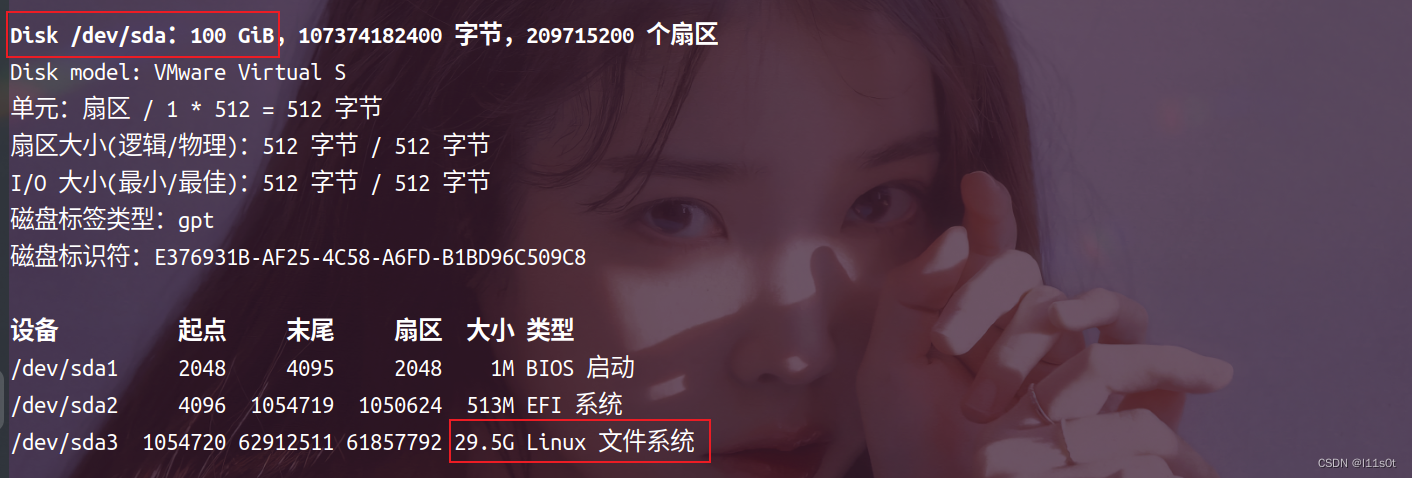 Disk /dev/sda：100 GiB，107374182400 字节，209715200 个扇区
Disk model: VMware Virtual S
单元：扇区 / 1 * 512 = 512 字节
扇区大小(逻辑/物理)：512 字节 / 512 字节
I/O 大小(最小/最佳)：512 字节 / 512 字节
磁盘标签类型：gpt
磁盘标识符：E376931B-AF25-4C58-A6FD-B1BD96C509C8
设备 起点 末尾 扇区 大小 类型
/dev/sda1 2048 4095 2048 1M BIOS 启动
/dev/sda2 4096 1054719 1050624 513M EFI 系统
/dev/sda3 1054720 62912511 61857792 29.5G Linux 文件系统
CSDN @l11s0t